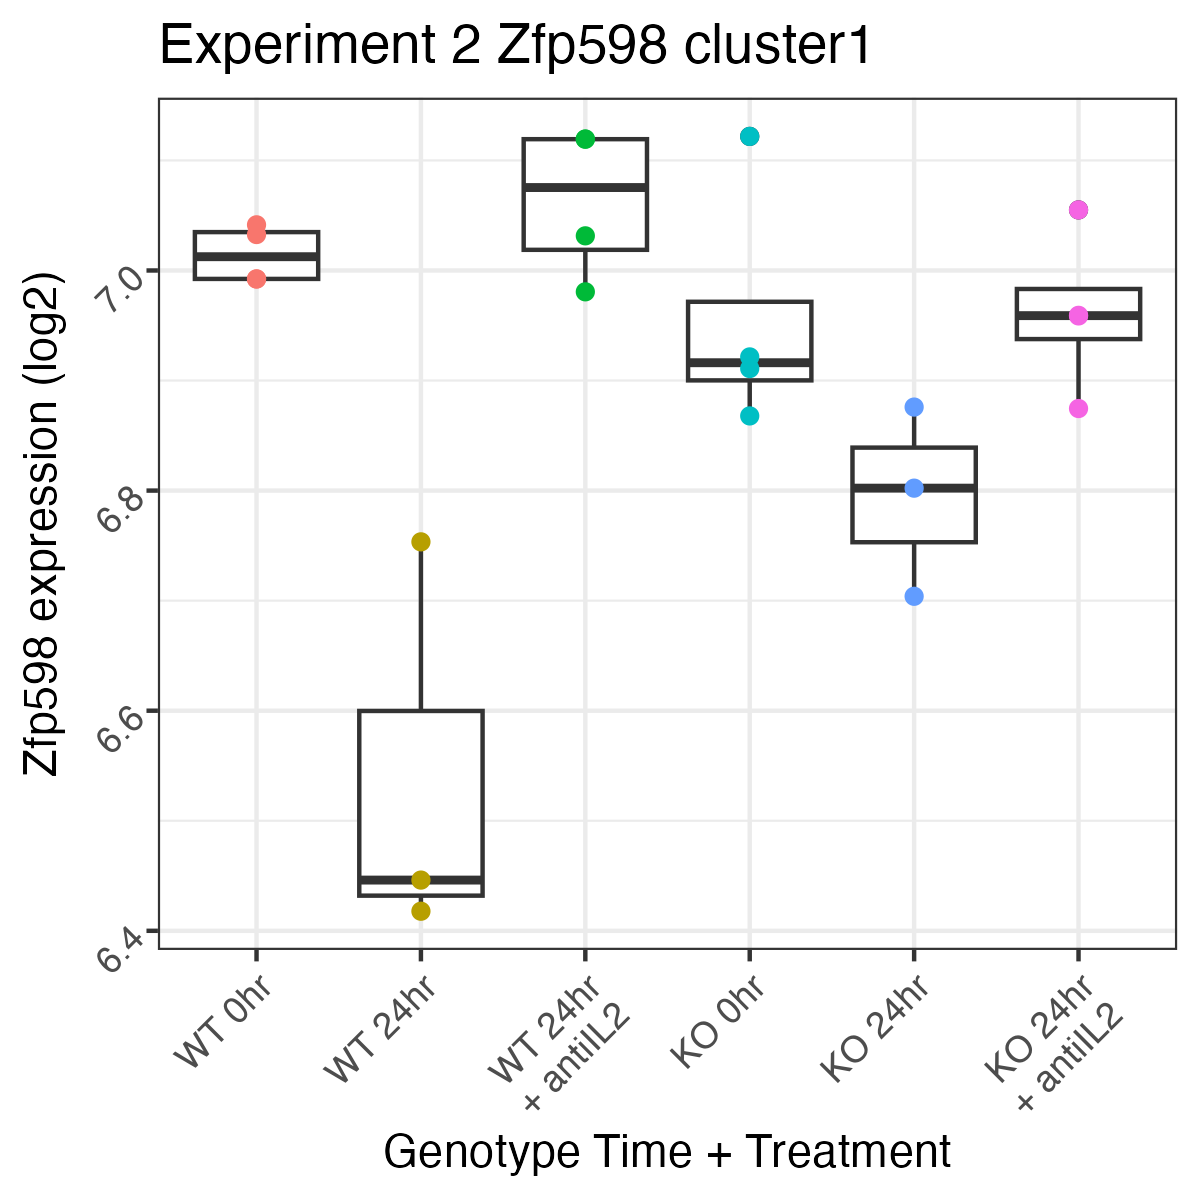 Experiment 2 Zfp598 cluster1
Zfp598 expression (log2)
7.0
6.8
6.6
6.4
WT 0hr
WT 24hr
WT 24hr
+ antiIL2
KO 0hr
KO 24hr
KO 24hr
+ antiIL2
Genotype Time + Treatment